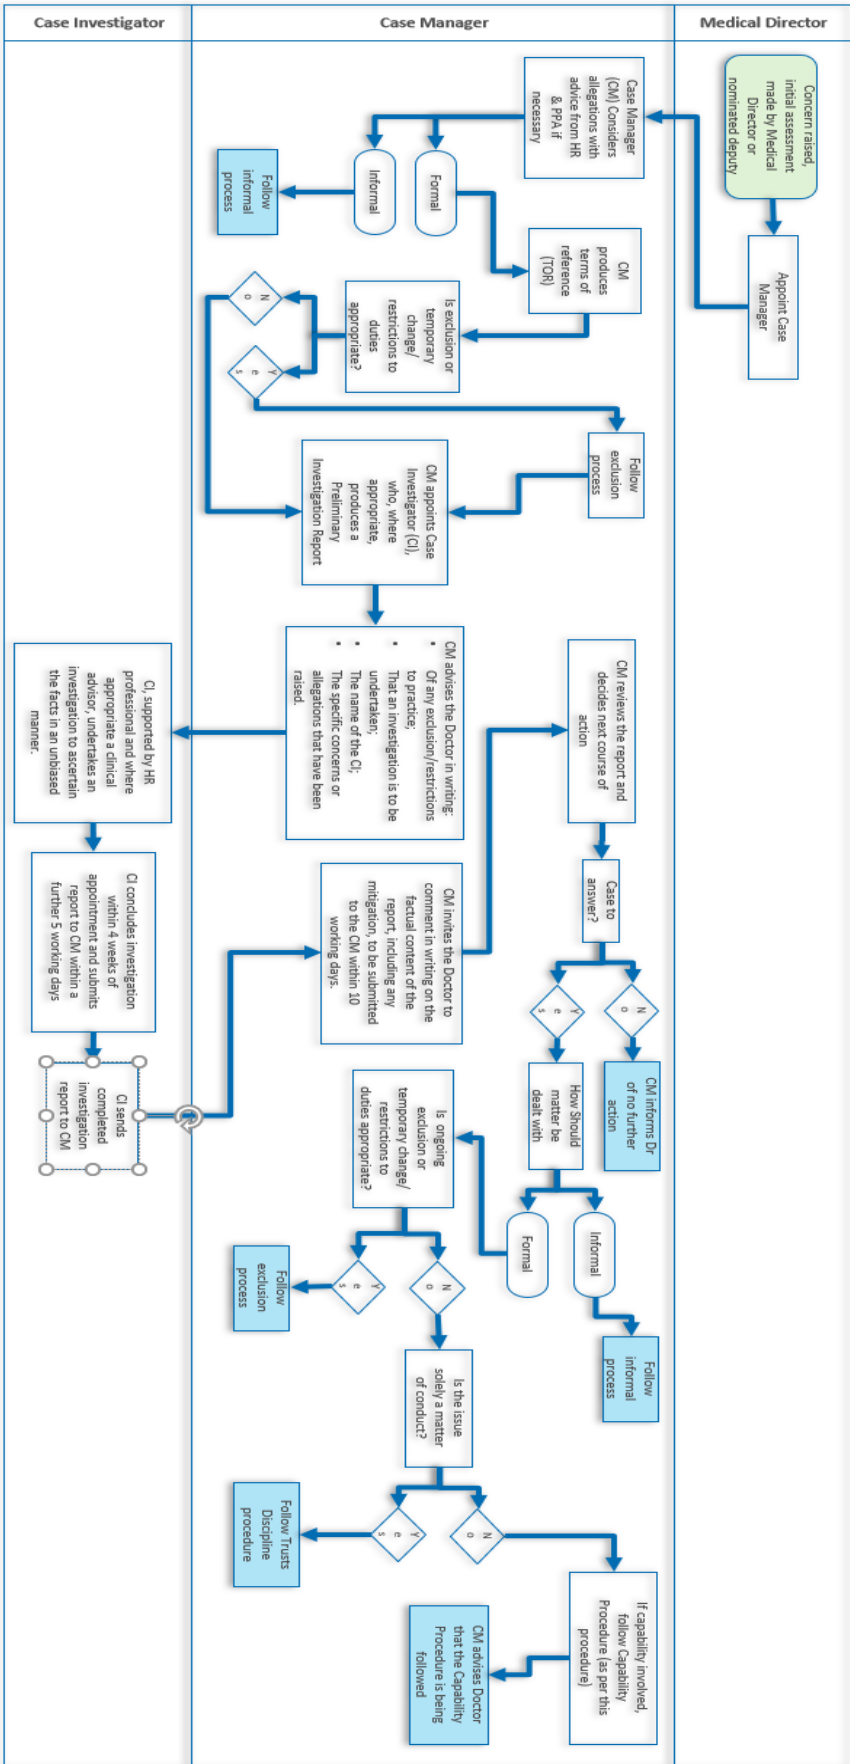 Case Investigator
Case Manager
Medical Director
Concern raised,
initial assessment
made by Medical
Director or
nominated deputy
Appoint Case
Manager
Case Manager
(CM) Considers
allegations with
advice from HR
& PPA if
necessary
Formal
Informal
Follow
informal
process
CM
produces
terms of
reference
(TOR)
Is exclusion or
temporary
change/
restrictions to
duties
appropriate?
N
o
Y
e
s
Follow
exclusion
process
CM appoints Case
Investigator (CI),
who, where
appropriate,
produces a
Preliminary
Investigation Report
CM advises the Doctor in writing:
• Of any exclusion/restrictions
to practice;
• That an investigation is to be
undertaken;
• The name of the CI;
• The specific concerns or
allegations that have been
raised.
CI, supported by HR
professional and where
appropriate a clinical
advisor, undertakes an
investigation to ascertain
the facts in an unbiased
manner.
CI concludes investigation
within 4 weeks of
appointment and submits
report to CM within a
further 5 working days
CI sends
completed
investigation
report to CM
CM invites the Doctor to
comment in writing on the
factual content of the
report, including any
mitigation, to be submitted
to the CM within 10
working days.
CM reviews the report and
decides next course of
action
Case to
answer?
N
o
Y
e
s
CM informs Dr
of no further
action
How Should
matter be
dealt with
Informal
Formal
Follow
informal
process
Is ongoing
exclusion or
temporary change/
restrictions to
duties appropriate?
N
o
Y
e
s
Follow
exclusion
process
Is the issue
solely a matter
of conduct?
N
o
Y
e
s
Follow Trusts
Discipline
procedure
If capability involved,
follow Capability
Procedure (as per this
procedure)
CM advises Doctor
that the Capability
Procedure is being
followed